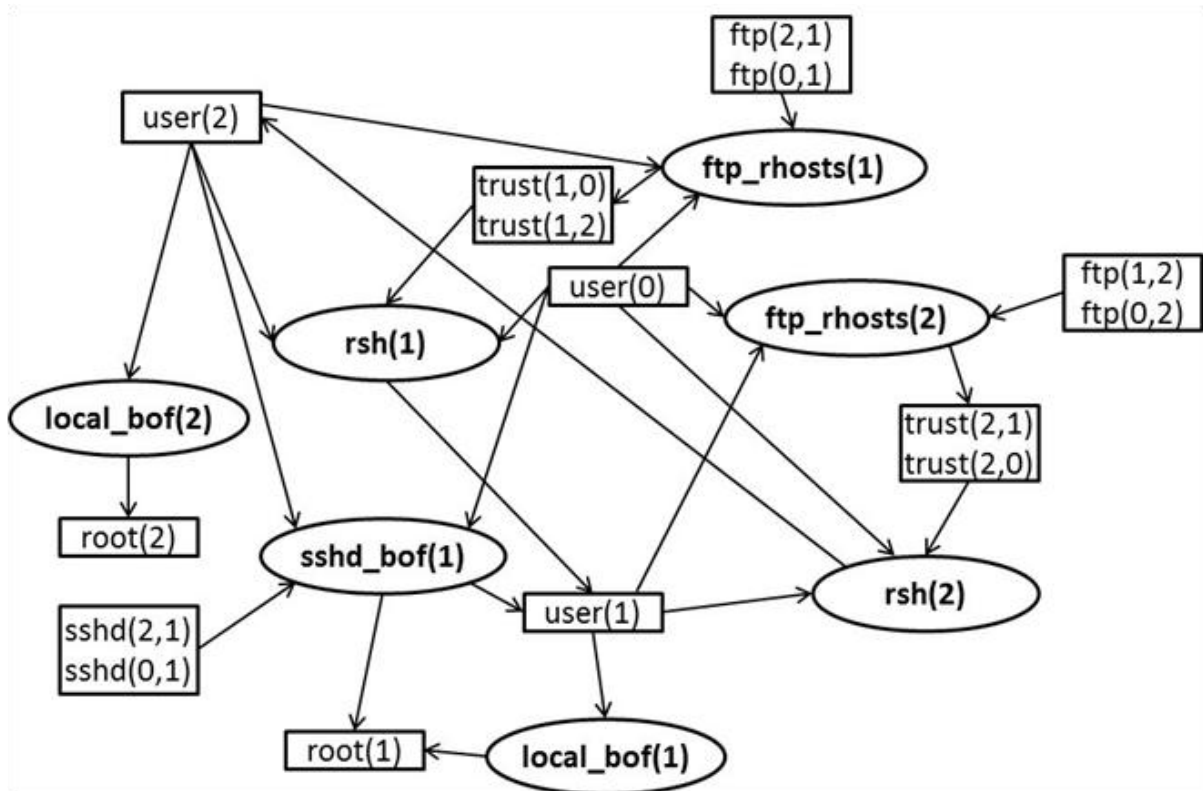 ftp(2,1)
ftp(0,1)
user(2)
ftp_rhosts(1)
trust(1,0)
trust(1,2)
user(0)
ftp(1,2)
ftp(0,2)
ftp_rhosts(2)
rsh(1)
local_bof(2)
trust(2,1)
trust(2,0)
root(2)
sshd_bof(1)
rsh(2)
user(1)
sshd(2,1)
sshd(0,1)
root(1)
local_bof(1)